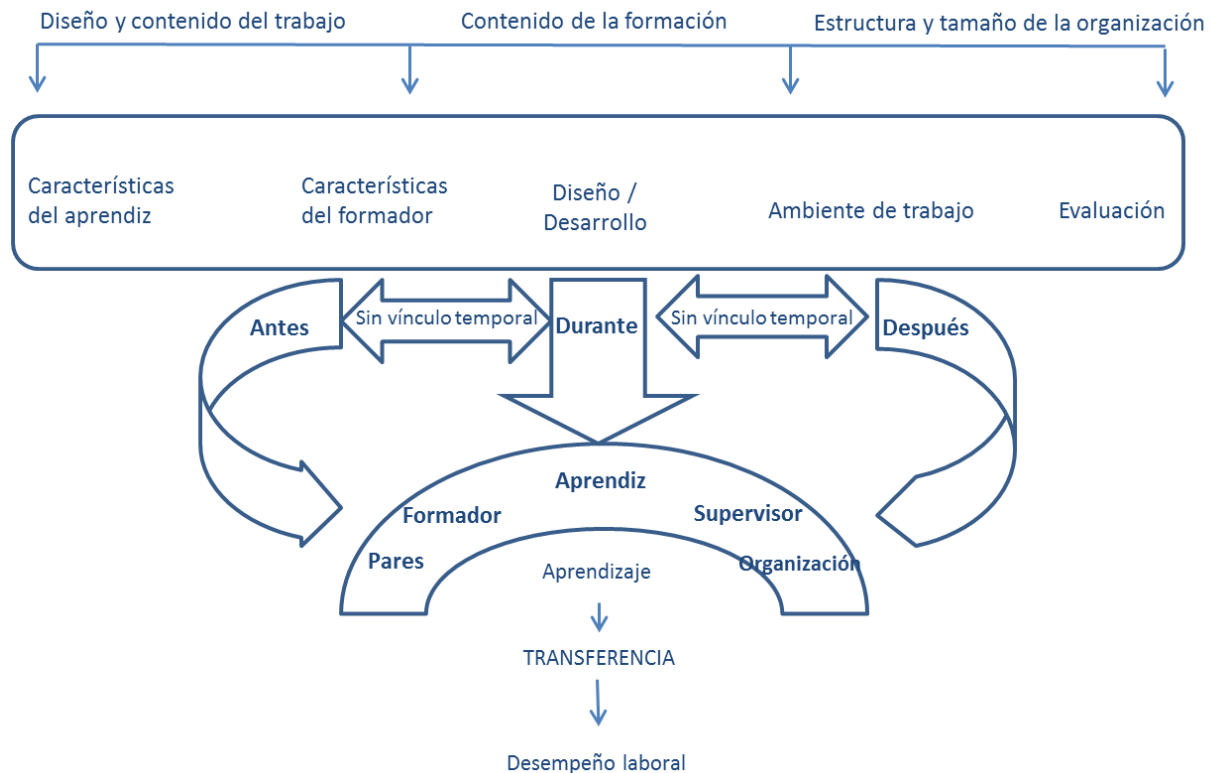 Diseño y contenido del trabajo
Contenido de la formación
Estructura y tamaño de la organización
Características
del aprendiz
Características
del formador
Diseño /
Desarrollo
Ambiente de trabajo
Evaluación
Antes
Sin vínculo temporal
Durante
Sin vínculo temporal
Después
Aprendiz
Formador
Supervisor
Pares
Organización
Aprendizaje
TRANSFERENCIA
Desempeño laboral